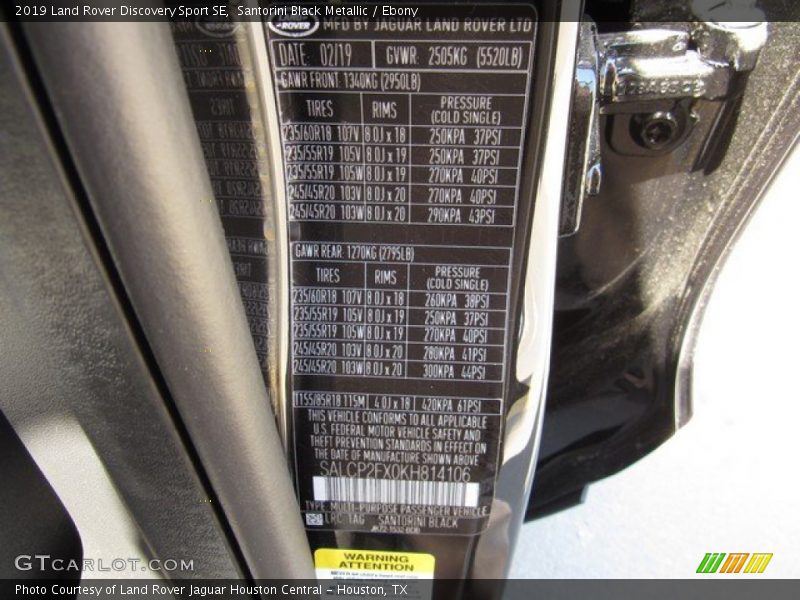 2019 Land Rover Discovery Sport SE, Santorini Black Metallic / Ebony
ROVER MFD BY JAGUAR LAND ROVER LTD
DATE: 02/19 GVWR: 2505KG (5520LB)
GAWR FRONT: 1340KG (2950LB)
TIRES RIMS PRESSURE (COLD SINGLE)
235/60R18 107V 8.0J x 18 250KPA 37PSI
235/55R19 105V 8.0J x 19 250KPA 37PSI
235/55R19 105W 8.0J x 19 270KPA 40PSI
245/45R20 103V 8.0J x 20 270KPA 40PSI
245/45R20 103W 8.0J x 20 290KPA 43PSI
GAWR REAR: 1270KG (2795LB)
TIRES RIMS PRESSURE (COLD SINGLE)
235/60R18 107V 8.0J x 18 260KPA 38PSI
235/55R19 105V 8.0J x 19 250KPA 37PSI
235/55R19 105W 8.0J x 19 270KPA 40PSI
245/45R20 103V 8.0J x 20 280KPA 41PSI
245/45R20 103W 8.0J x 20 300KPA 44PSI
T155/85R18 115M 4.0J x 18 420KPA 61PSI
THIS VEHICLE CONFORMS TO ALL APPLICABLE
U.S. FEDERAL MOTOR VEHICLE SAFETY AND
THEFT PREVENTION STANDARDS IN EFFECT ON
THE DATE OF MANUFACTURE SHOWN ABOVE
SALCP2FX0KH814106
TYPE: MULTI-PURPOSE PASSENGER VEHICLE
LRC: 1AG SANTORINI BLACK
WARNING
ATTENTION
GTCARLOT.COM
Photo Courtesy of Land Rover Jaguar Houston Central – Houston, TX